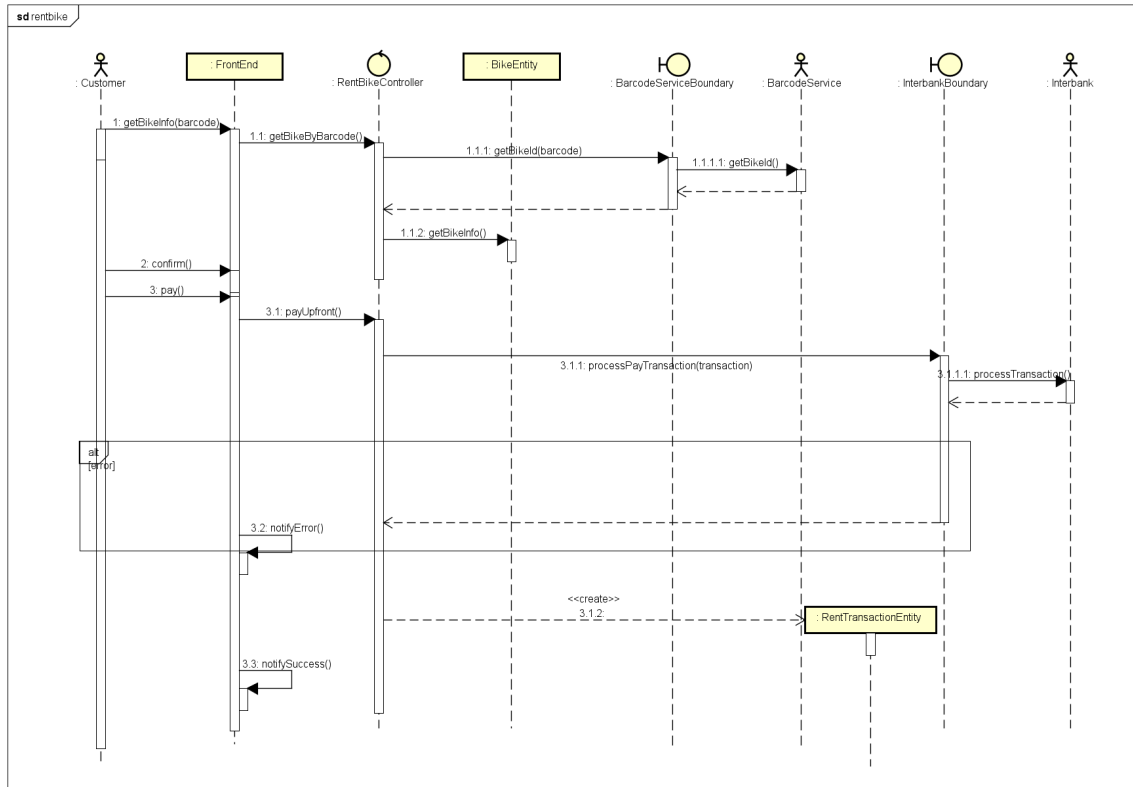 sd rentbike
: Customer
: FrontEnd
: RentBikeController
: BikeEntity
: BarcodeServiceBoundary
: BarcodeService
: InterbankBoundary
: Interbank
1: getBikeInfo(barcode)
1.1: getBikeByBarcode()
1.1.1: getBikeId(barcode)
1.1.1.1: getBikeId()
1.1.2: getBikeInfo()
2: confirm()
3: pay()
3.1: payUpfront()
3.1.1: processPayTransaction(transaction)
3.1.1.1: processTransaction()
alt
[error]
3.2: notifyError()
<<create>>
3.1.2:
: RentTransactionEntity
3.3: notifySuccess()